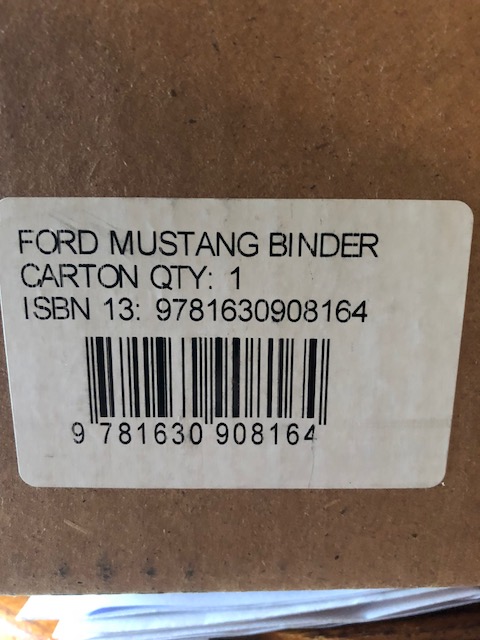 FORD MUSTANG BINDER
CARTON QTY: 1
ISBN 13: 9781630908164
9 781630 908164